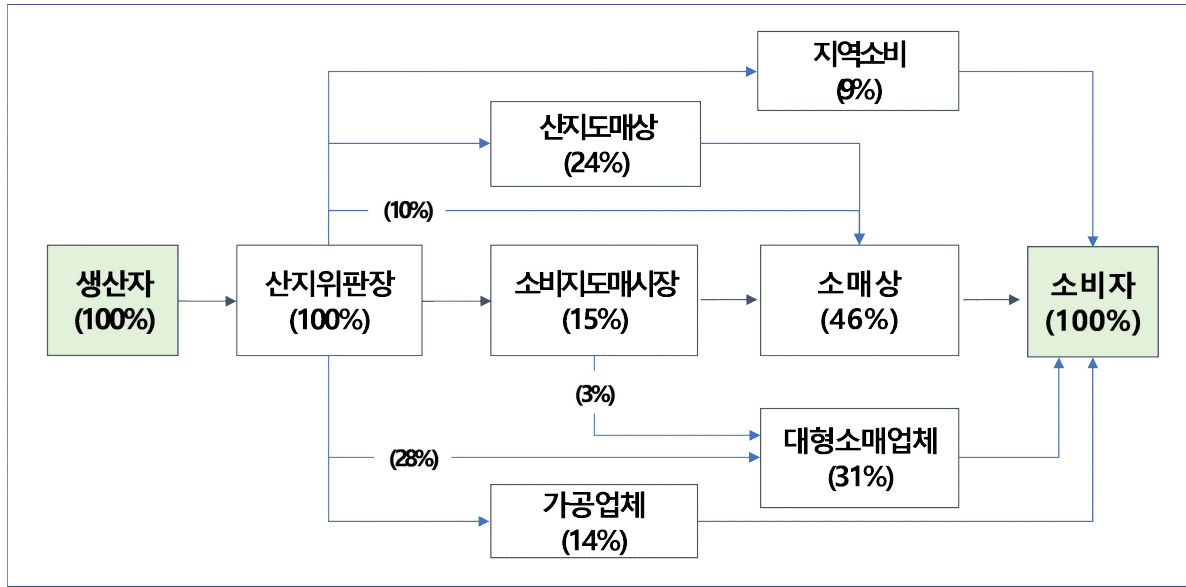 지역소비
(9%)
산지도매상
(24%)
(10%)
생산자
(100%)
산지위판장
(100%)
소비지도매시장
(15%)
소매상
(46%)
소비자
(100%)
(3%)
대형소매업체
(31%)
(28%)
가공업체
(14%)